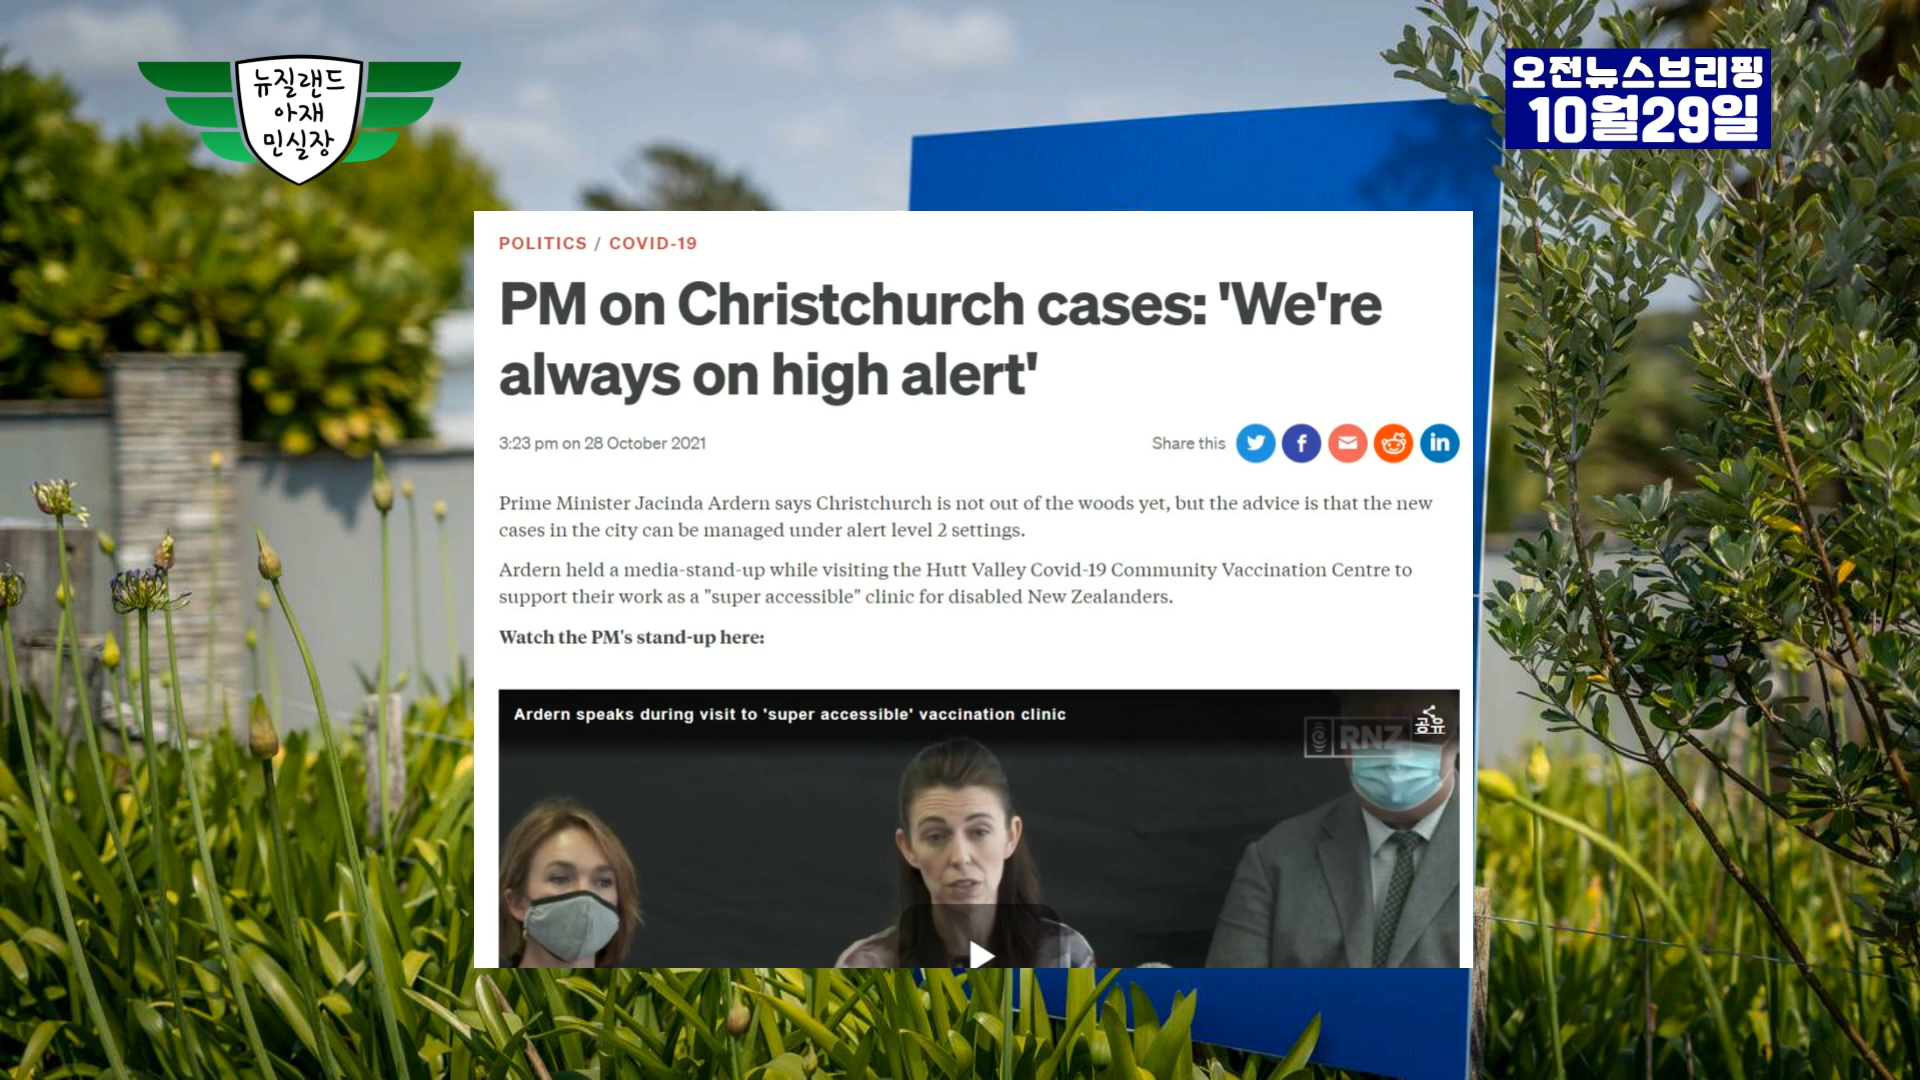 뉴질랜드
아재
민실장
오전뉴스브리핑
10월29일
POLITICS / COVID-19
PM on Christchurch cases: 'We're
always on high alert'
3:23 pm on 28 October 2021
Share this
Prime Minister Jacinda Ardern says Christchurch is not out of the woods yet, but the advice is that the new
cases in the city can be managed under alert level 2 settings.
Ardern held a media-stand-up while visiting the Hutt Valley Covid-19 Community Vaccination Centre to
support their work as a "super accessible" clinic for disabled New Zealanders.
Watch the PM's stand-up here:
Ardern speaks during visit to 'super accessible' vaccination clinic
RNZ
공유